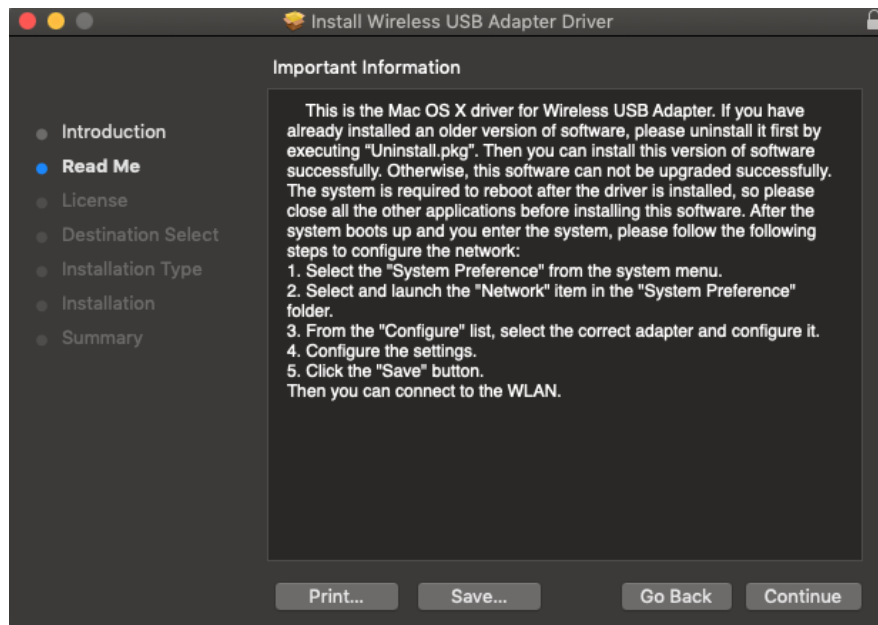 Install Wireless USB Adapter Driver
Important Information
Introduction
Read Me
License
Destination Select
Installation Type
Installation
Summary
This is the Mac OS X driver for Wireless USB Adapter. If you have
already installed an older version of software, please uninstall it first by
executing “Uninstall.pkg”. Then you can install this version of software
successfully. Otherwise, this software can not be upgraded successfully.
The system is required to reboot after the driver is installed, so please
close all the other applications before installing this software. After the
system boots up and you enter the system, please follow the following
steps to configure the network:
1. Select the "System Preference" from the system menu.
2. Select and launch the "Network" item in the "System Preference"
folder.
3. From the "Configure" list, select the correct adapter and configure it.
4. Configure the settings.
5. Click the "Save" button.
Then you can connect to the WLAN.
Print...
Save...
Go Back
Continue